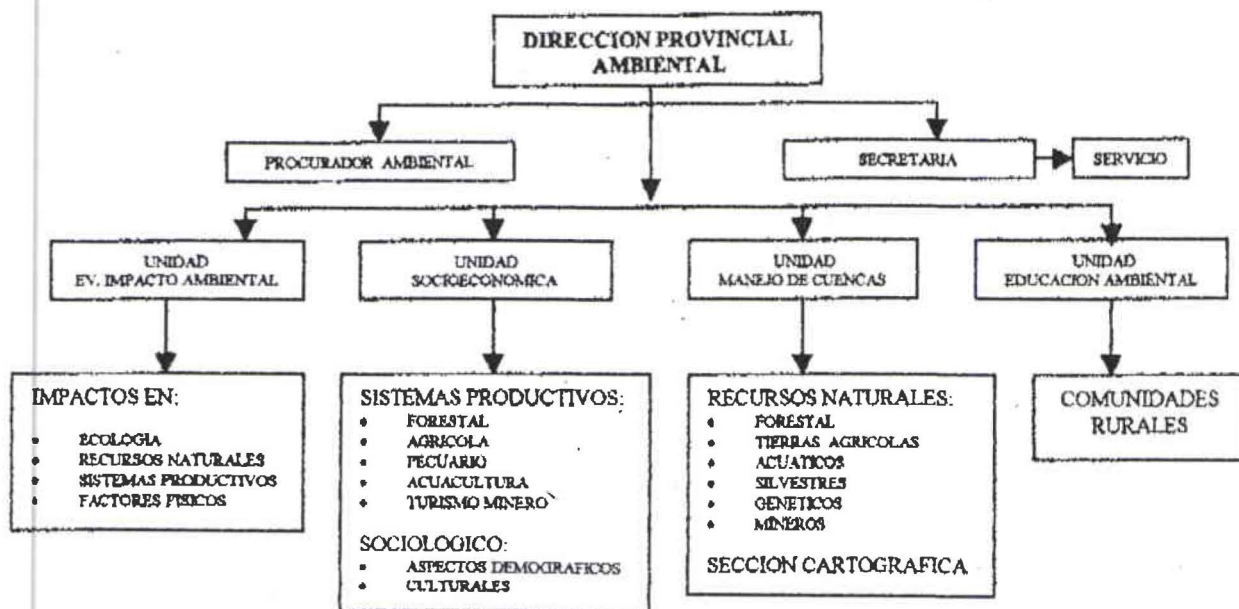 DIRECCION PROVINCIAL
AMBIENTAL
PROCURADOR AMBIENTAL
SECRETARIA
SERVICIO
UNIDAD
EV. IMPACTO AMBIENTAL
UNIDAD
SOCIOECONOMICA
UNIDAD
MANEJO DE CUENCAS
UNIDAD
EDUCACION AMBIENTAL
IMPACTOS EN:
• ECOLOGIA
• RECURSOS NATURALES
• SISTEMAS PRODUCTIVOS
• FACTORES FISICOS
SISTEMAS PRODUCTIVOS:
• FORESTAL
• AGRICOLA
• PECUARIO
• ACUACULTURA
• TURISMO MINERO
SOCIOLOGICO:
• ASPECTOS DEMOGRAFICOS
• CULTURALES
RECURSOS NATURALES:
• FORESTAL
• TIERRAS AGRICOLAS
• ACUATICOS
• SILVESTRES
• GENETICOS
• MINEROS
SECCION CARTOGRAFICA
COMUNIDADES
RURALES